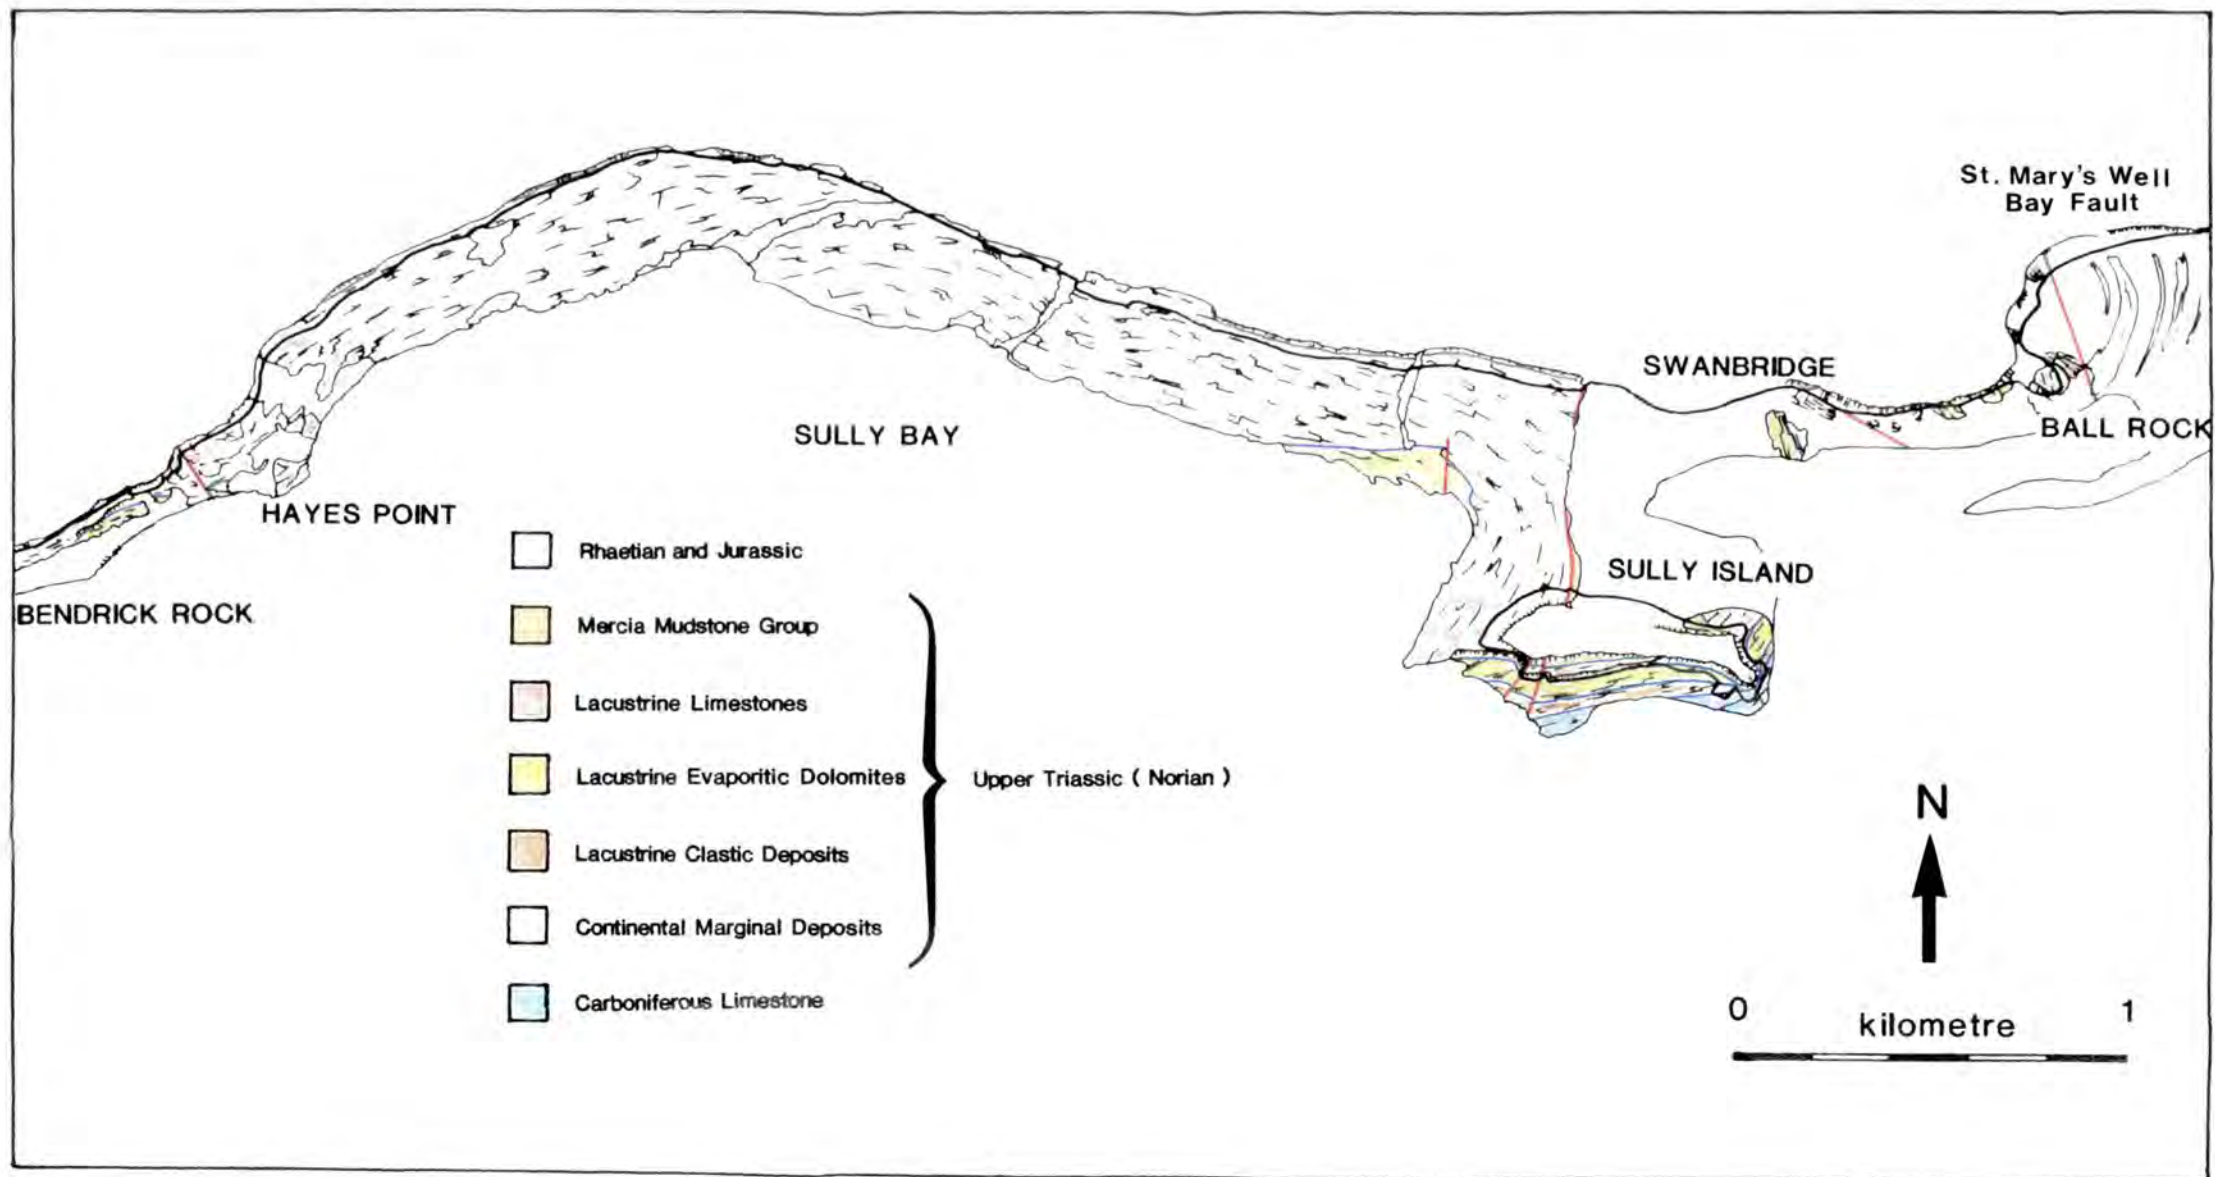 St. Mary's Well
Bay Fault
SWANBRIDGE
BALL ROCK
SULLY BAY
HAYES POINT
SULLY ISLAND
BENDRICK ROCK
Rhaetian and Jurassic
Mercia Mudstone Group
Lacustrine Limestones
Lacustrine Evaporitic Dolomites
Upper Triassic ( Norian )
Lacustrine Clastic Deposits
Continental Marginal Deposits
Carboniferous Limestone
N
0 1
kilometre